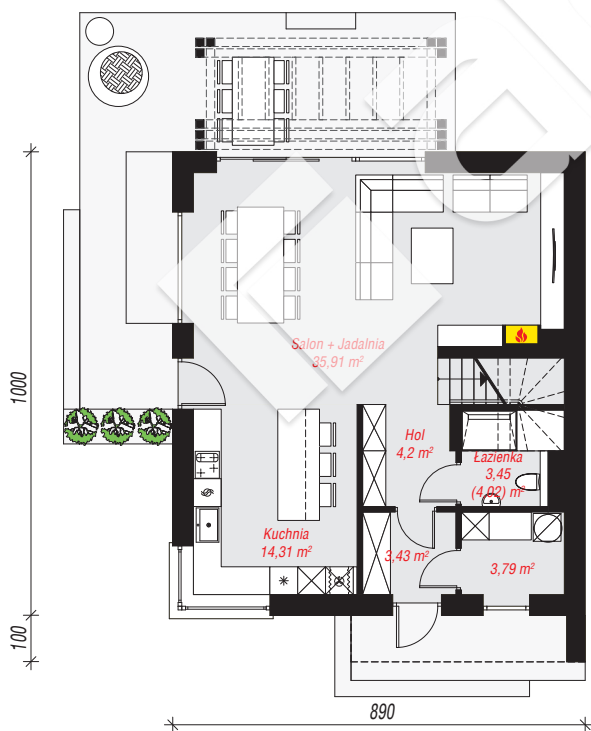 Salon + Jadalnia
35,91 m²
1000
Hol
4,2 m²
Łazienka
3,45
(4,02) m²
Kuchnia
14,31 m²
3,43 m²
3,79 m²
100
890